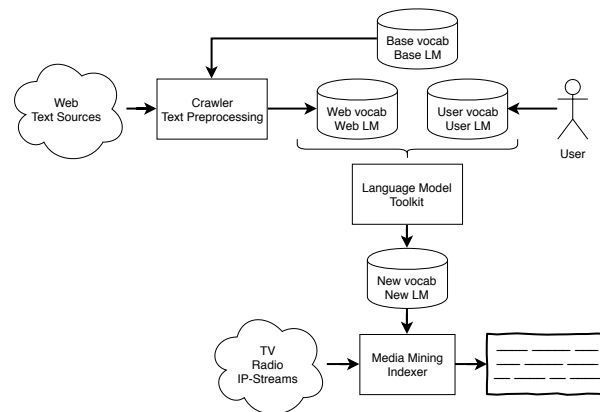 Base vocab
Base LM
Web
Text Sources
Crawler
Text Preprocessing
Web vocab
Web LM
User vocab
User LM
User
Language Model
Toolkit
New vocab
New LM
TV
Radio
IP-Streams
Media Mining
Indexer